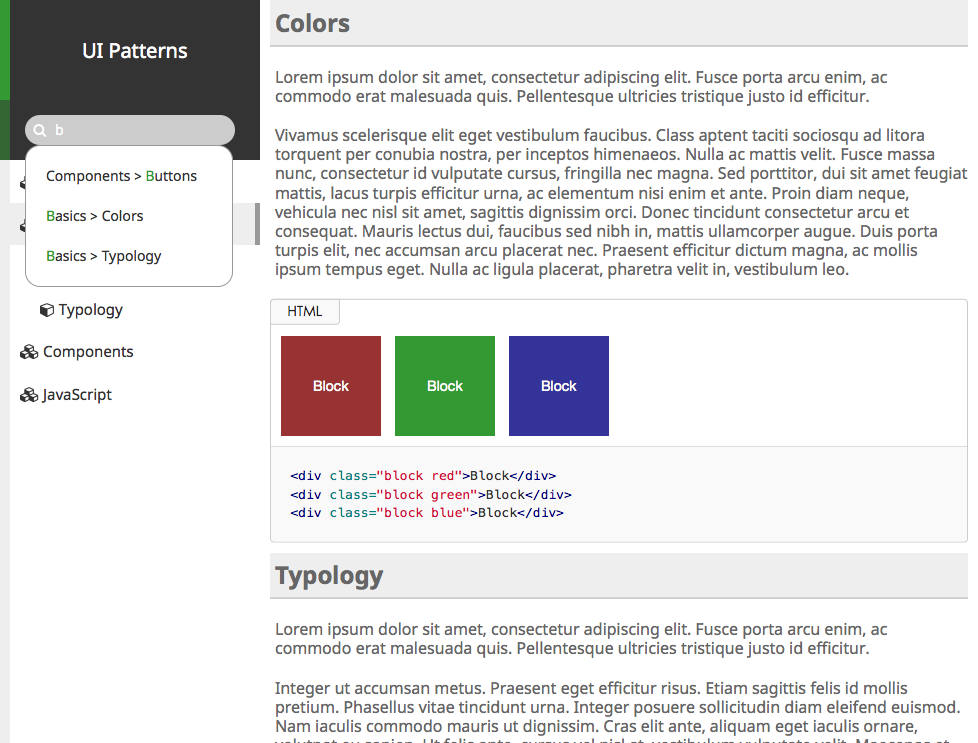 UI Patterns
b
Components > Buttons
Basics > Colors
Basics > Typology
Typology
Components
JavaScript
Colors
Lorem ipsum dolor sit amet, consectetur adipiscing elit. Fusce porta arcu enim, ac
commodo erat malesuada quis. Pellentesque ultricies tristique justo id efficitur.
Vivamus scelerisque elit eget vestibulum faucibus. Class aptent taciti sociosqu ad litora
torquent per conubia nostra, per inceptos himenaeos. Nulla ac mattis velit. Fusce massa
nunc, consectetur id vulputate cursus, fringilla nec magna. Sed porttitor, dui sit amet feugiat
mattis, lacus turpis efficitur urna, ac elementum nisi enim et ante. Proin diam neque,
vehicula nec nisl sit amet, sagittis dignissim orci. Donec tincidunt consectetur arcu et
consequat. Mauris lectus dui, faucibus sed nibh in, mattis ullamcorper augue. Duis porta
turpis elit, nec accumsan arcu placerat nec. Praesent efficitur dictum magna, ac mollis
ipsum tempus eget. Nulla ac ligula placerat, pharetra velit in, vestibulum leo.
HTML
Block Block Block
<div class="block red">Block</div>
<div class="block green">Block</div>
<div class="block blue">Block</div>
Typology
Lorem ipsum dolor sit amet, consectetur adipiscing elit. Fusce porta arcu enim, ac
commodo erat malesuada quis. Pellentesque ultricies tristique justo id efficitur.
Integer ut accumsan metus. Praesent eget efficitur risus. Etiam sagittis felis id mollis
pretium. Phasellus vitae tincidunt urna. Integer posuere sollicitudin diam eleifend euismod.
Nam iaculis commodo mauris ut dignissim. Cras elit ante, aliquam eget iaculis ornare,